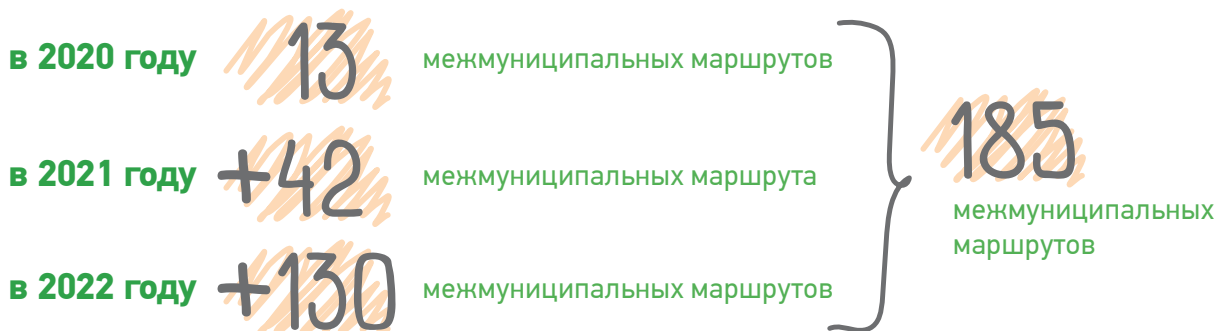 в 2020 году 13 межмуниципальных маршрутов
в 2021 году +42 межмуниципальных маршрута
в 2022 году +130 межмуниципальных маршрутов
185
межмуниципальных
маршрутов